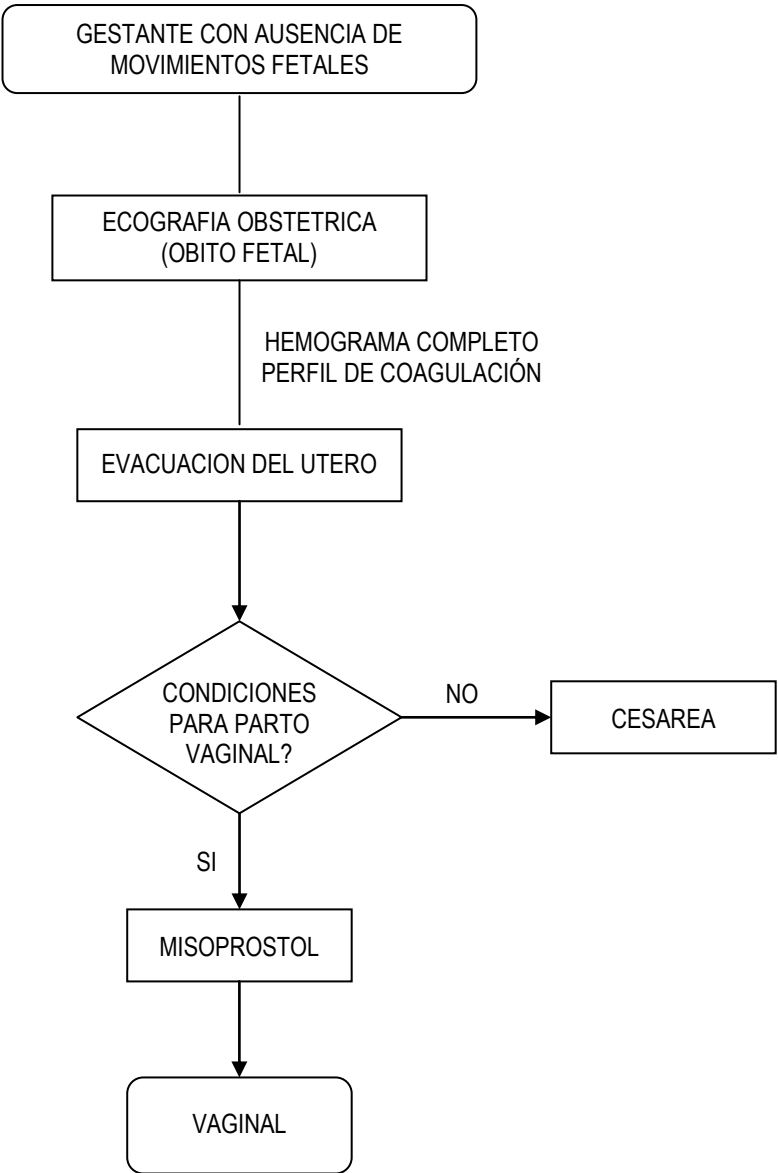 GESTANTE CON AUSENCIA DE
MOVIMIENTOS FETALES
ECOGRAFIA OBSTETRICA
(OBITO FETAL)
HEMOGRAMA COMPLETO
PERFIL DE COAGULACIÓN
EVACUACION DEL UTERO
CONDICIONES
PARA PARTO
VAGINAL?
NO
CESAREA
SI
MISOPROSTOL
VAGINAL